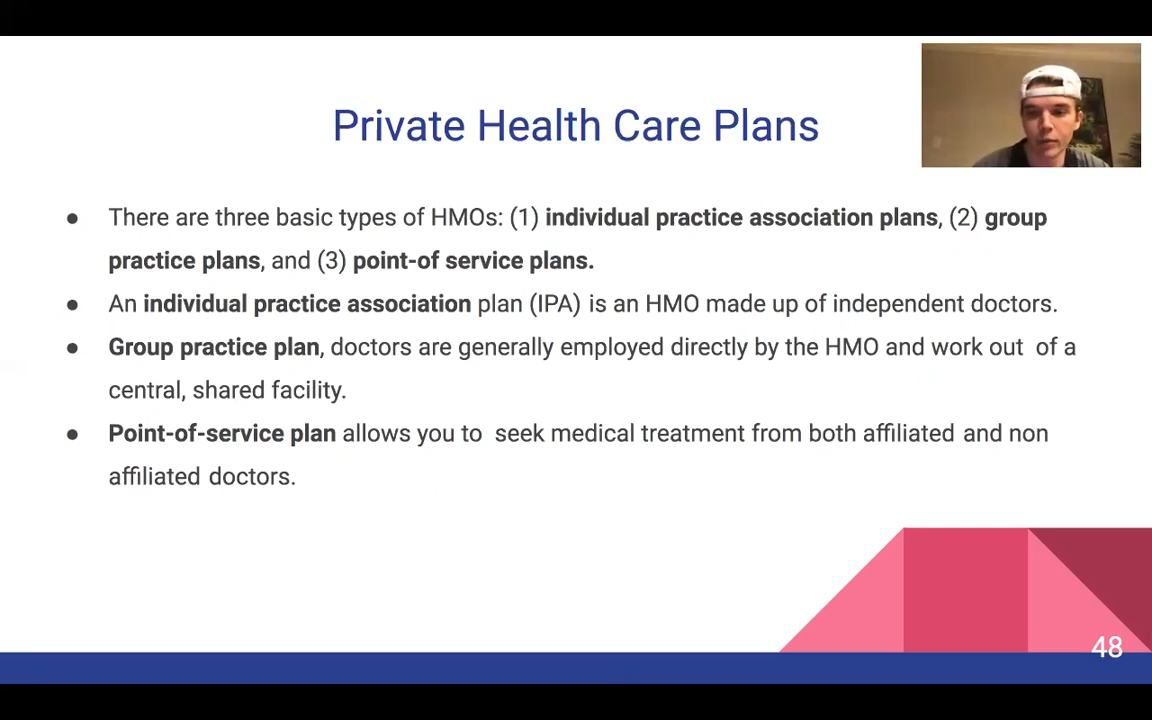 Private Health Care Plans
● There are three basic types of HMOs: (1) individual practice association plans, (2) group
practice plans, and (3) point-of service plans.
● An individual practice association plan (IPA) is an HMO made up of independent doctors.
● Group practice plan, doctors are generally employed directly by the HMO and work out of a
central, shared facility.
● Point-of-service plan allows you to seek medical treatment from both affiliated and non
affiliated doctors.
48